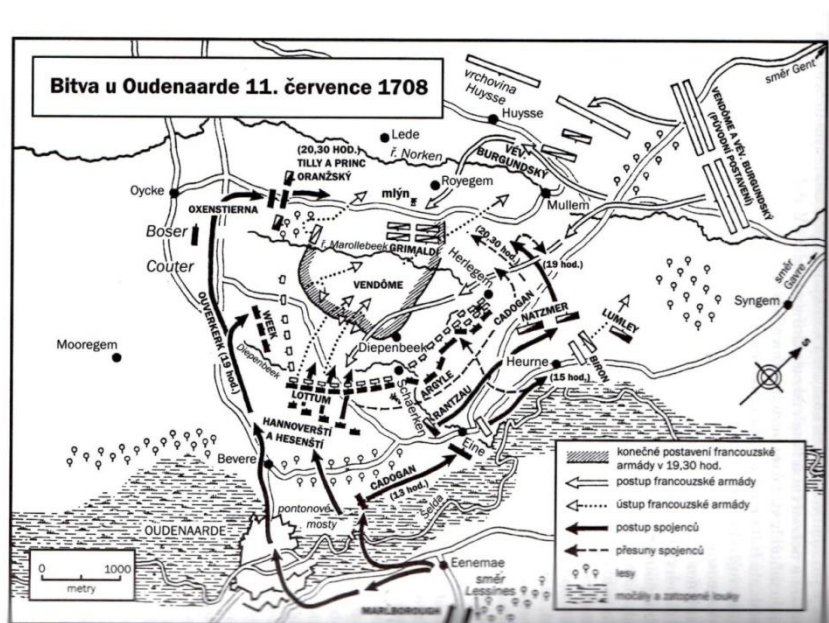 Bitva u Oudenaarde 11. července 1708
vrchovina
Huysse
Huysse
směr Gent
VENDÔME A VÉV. BURGUNDSKÝ
(PŮVODNÍ POSTAVENÍ)
Lede
ř. Norken
VÉV.
BURGUNDSKÝ
(20,30 HOD.)
TILLY A PRINC
ORANŽSKÝ
Oycke
OXENSTIERNA
mlýn
Royegem
Mullem
Boser
Couter
ř. Marollebeek
GRIMALDI
Herlegem
(20,30 hod.)
(19 hod.)
směr
Gavre
VENDÔME
CADOGAN
NATZMER
LUMLEY
Syngem
OUVERKERK (19 hod.)
WEEK
Mooregem
Diepenbeek
Diepenbeek
Heurne
BIRON
(15 hod.)
S
LOTTUM
Schaerken
ARGYLE
RANTZAU
HANNOVERŠTÍ
A HESENŠTÍ
Eine
Bevere
CADOGAN
(13 hod.)
pontonové
mosty
Šelda
OUDENAARDE
Eenemae
směr
Lessines
MARLBOROUGH
0 1000
metry
konečné postavení francouzské
armády v 19,30 hod.
postup francouzské armády
ústup francouzské armády
postup spojenců
přesuny spojenců
lesy
močály a zatopené louky